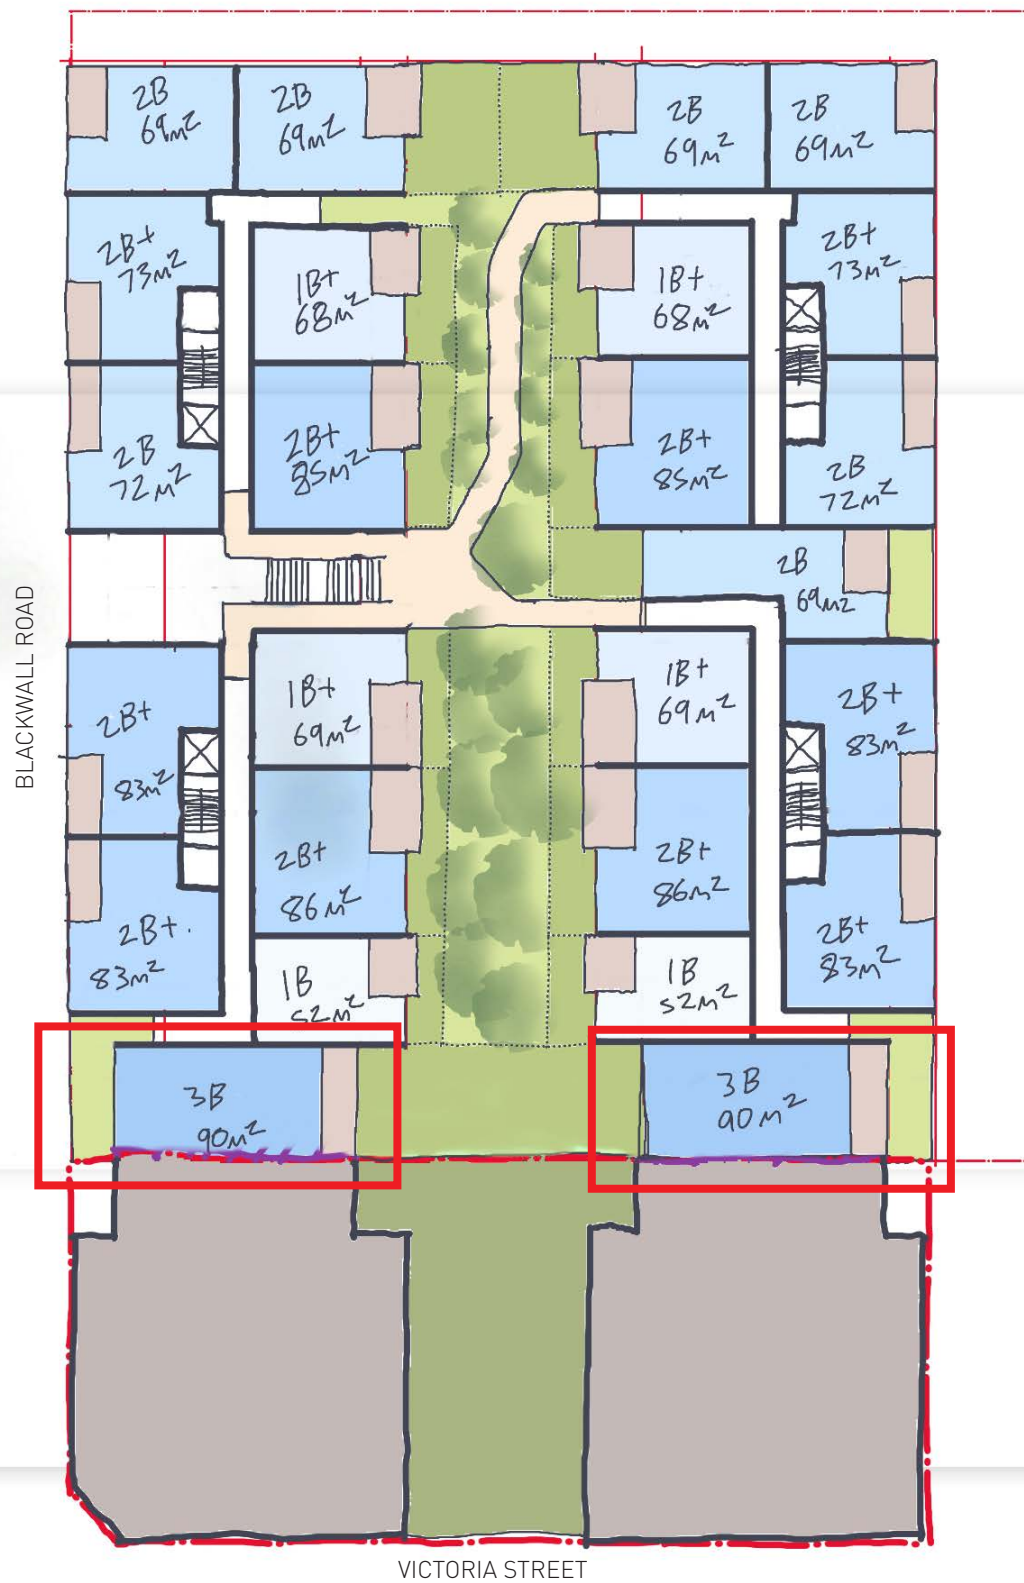 2B
69m²
2B
69m²
2B
69m²
2B
69m²
2B+
73m²
1B+
68m²
1B+
68m²
2B+
73m²
2B
72m²
2B+
85m²
2B+
85m²
2B
72m²
2B
69m2
BLACKWALL ROAD
2B+
83m²
1B+
69m²
1B+
69m²
2B+
83m²
2B+.
83m²
2B+
86m²
2B+
86m²
2B+
83m²
1B
52m²
1B
52m²
3B
90m²
3B
90m²
VICTORIA STREET